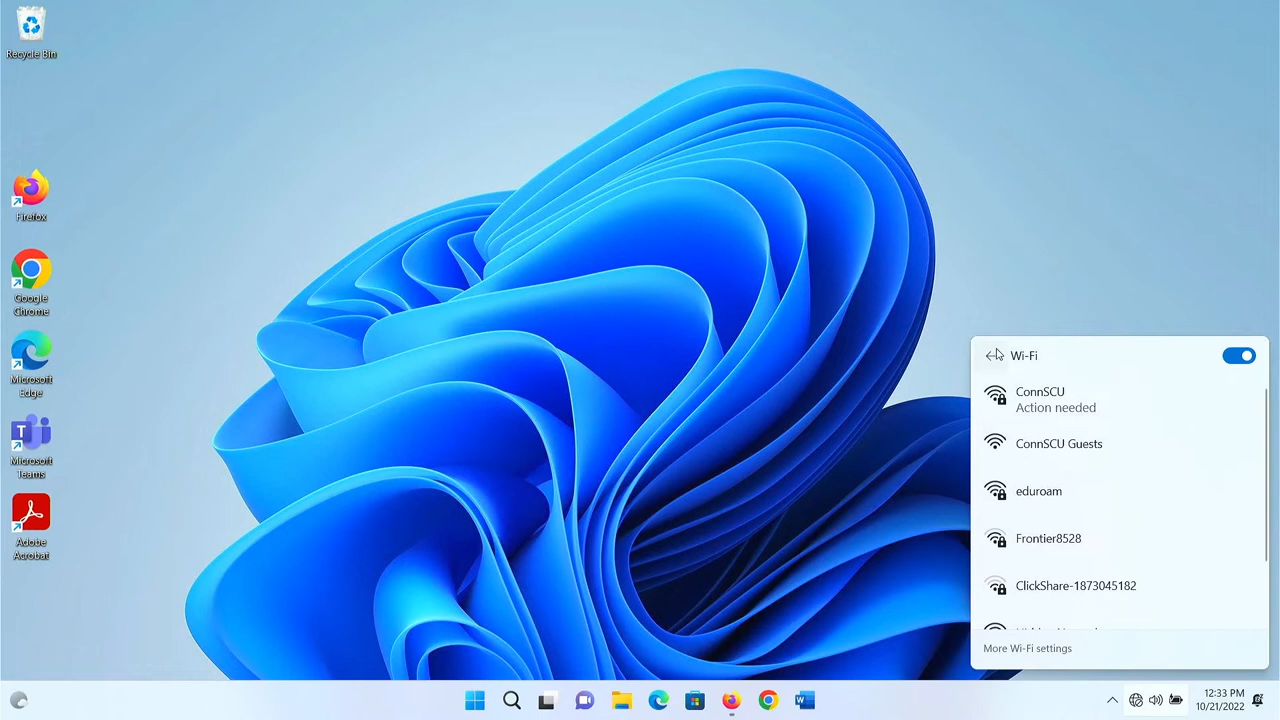 Recycle Bin
Firefox
Google
Chrome
Microsoft
Edge
Microsoft
Teams
Adobe
Acrobat
Wi-Fi
ConnSCU
Action needed
ConnSCU Guests
eduroam
Frontier8528
ClickShare-1873045182
More Wi-Fi settings
12:33 PM
10/21/2022